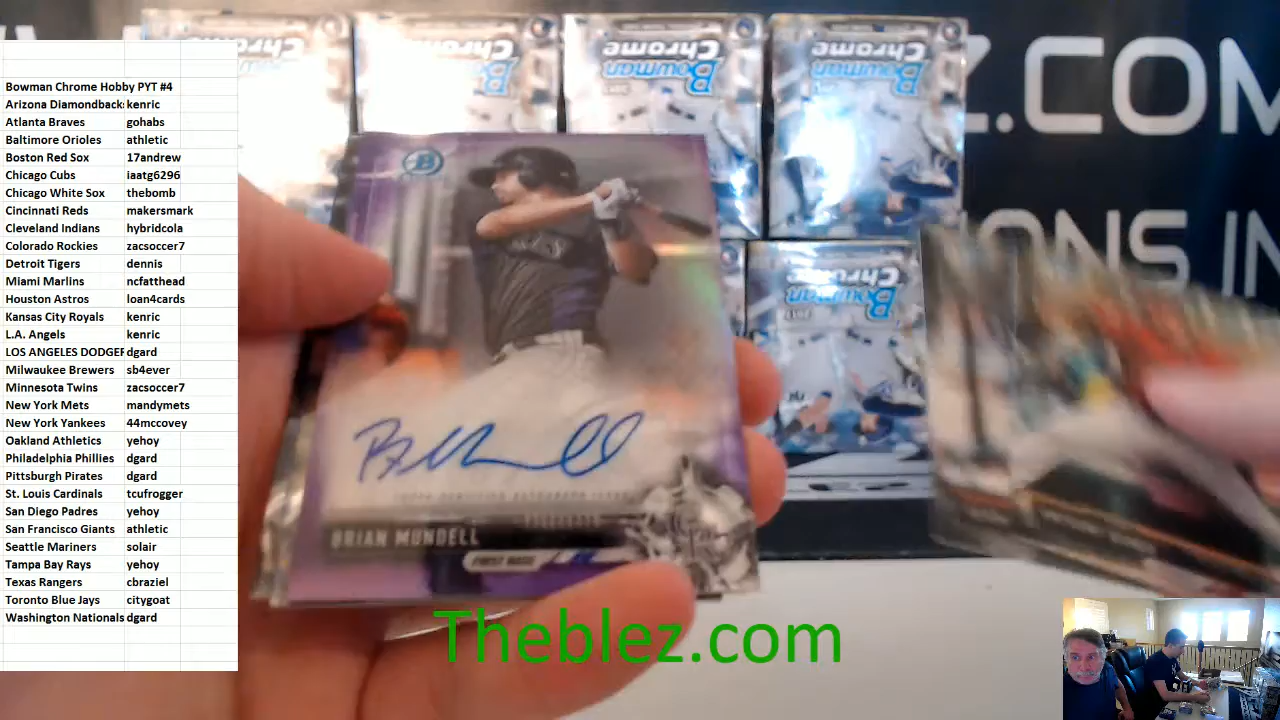 Bowman Chrome Hobby PYT #4
Arizona Diamondback kenric
Atlanta Braves gohabs
Baltimore Orioles athletic
Boston Red Sox 17andrew
Chicago Cubs iaatg6296
Chicago White Sox thebomb
Cincinnati Reds makersmark
Cleveland Indians hybridcola
Colorado Rockies zacsoccer7
Detroit Tigers dennis
Miami Marlins ncfatthead
Houston Astros loan4cards
Kansas City Royals kenric
L.A. Angels kenric
LOS ANGELES DODGER dgard
Milwaukee Brewers sb4ever
Minnesota Twins zacsoccer7
New York Mets mandymets
New York Yankees 44mccovey
Oakland Athletics yehoy
Philadelphia Phillies dgard
Pittsburgh Pirates dgard
St. Louis Cardinals tcufrogger
San Diego Padres yehoy
San Francisco Giants athletic
Seattle Mariners solair
Tampa Bay Rays yehoy
Texas Rangers cbraziel
Toronto Blue Jays citygoat
Washington Nationals dgard
Bowman Chrome
Bowman Chrome
Bowman Chrome
Z.COM
IONS IN
B
BRIAN MUNDELL
FIRST BASE
Theblez.com